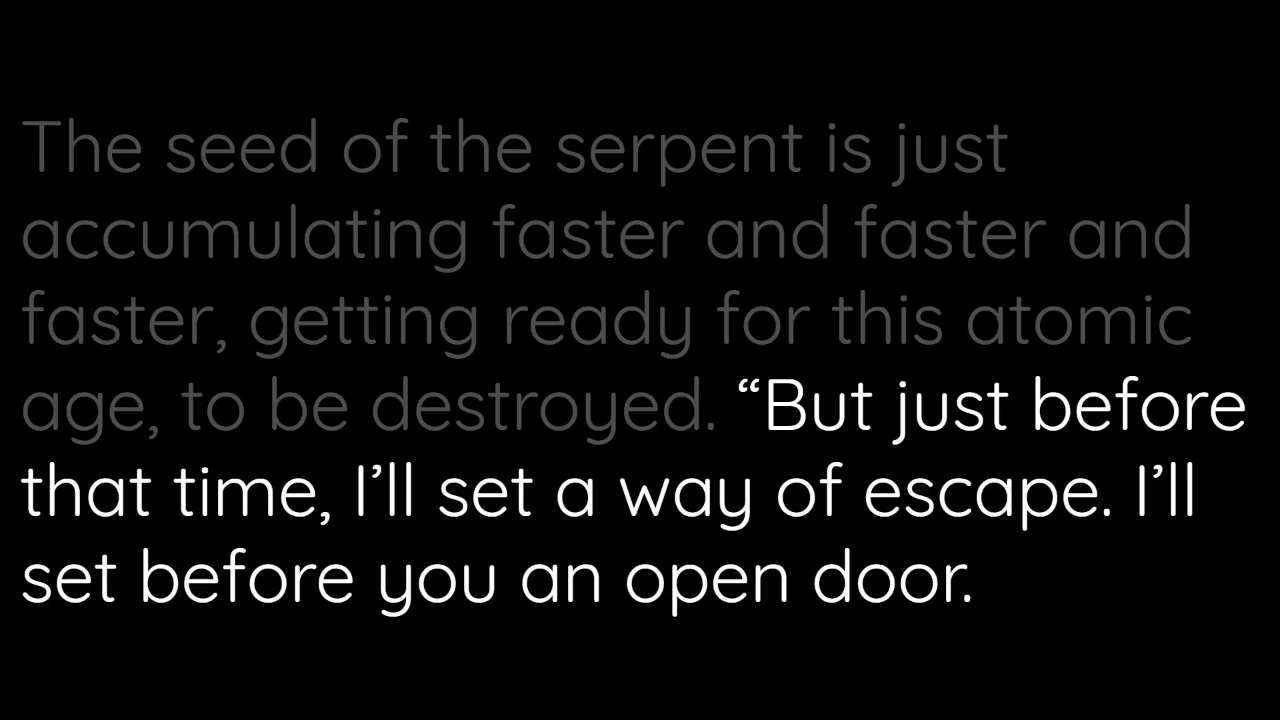 The seed of the serpent is just
accumulating faster and faster and
faster, getting ready for this atomic
age, to be destroyed. “But just before
that time, I’ll set a way of escape. I’ll
set before you an open door.